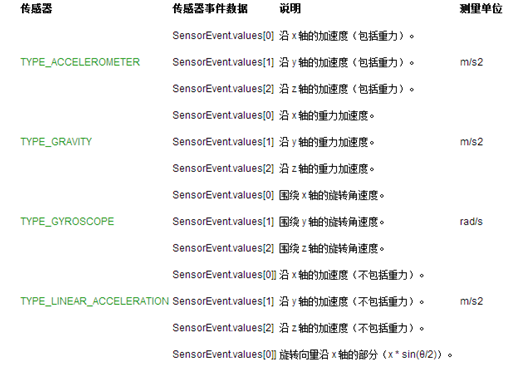 传感器 传感器事件数据 说明 测量单位
SensorEvent.values[0] 沿 x 轴的加速度（包括重力）。
TYPE_ACCELEROMETER SensorEvent.values[1] 沿 y 轴的加速度（包括重力）。 m/s2
SensorEvent.values[2] 沿 z 轴的加速度（包括重力）。
SensorEvent.values[0] 沿 x 轴的重力加速度。
TYPE_GRAVITY SensorEvent.values[1] 沿 y 轴的重力加速度。 m/s2
SensorEvent.values[2] 沿 z 轴的重力加速度。
SensorEvent.values[0] 围绕 x 轴的旋转角速度。
TYPE_GYROSCOPE SensorEvent.values[1] 围绕 y 轴的旋转角速度。 rad/s
SensorEvent.values[2] 围绕 z 轴的旋转角速度。
SensorEvent.values[0]] 沿 x 轴的加速度（不包括重力）。
TYPE_LINEAR_ACCELERATION SensorEvent.values[1] 沿 y 轴的加速度（不包括重力）。 m/s2
SensorEvent.values[2] 沿 z 轴的加速度（不包括重力）。
SensorEvent.values[0]] 旋转向量沿 x 轴的部分（x * sin(θ/2)）。